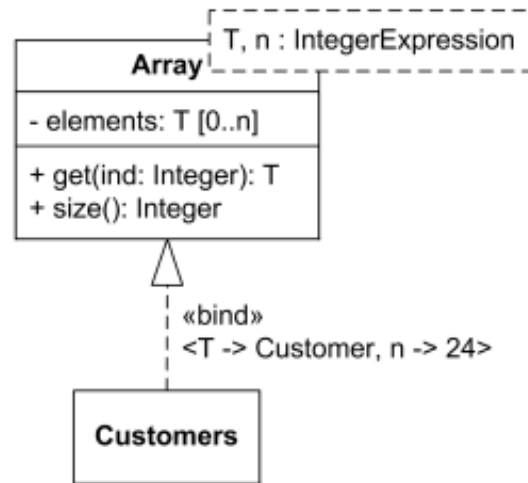 T, n : IntegerExpression
Array
- elements: T [0..n]
+ get(ind: Integer): T
+ size(): Integer
«bind»
<T -> Customer, n -> 24>
Customers